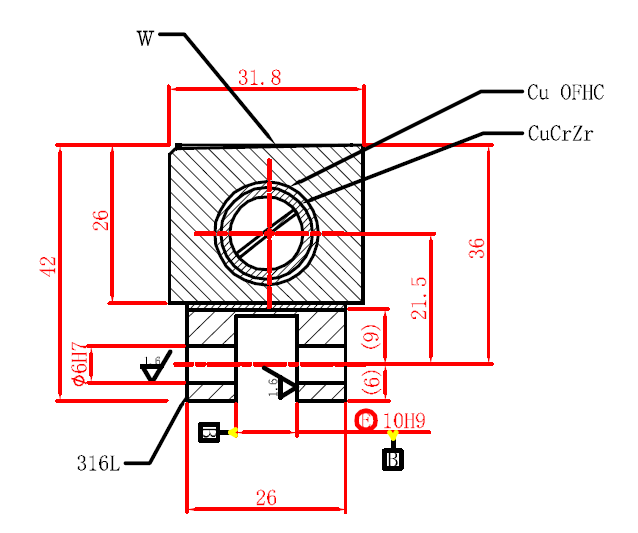 W
31.8
Cu OFHC
CuCrZr
26
42
36
21.5
(9)
Φ6H7
1.6
1.6
(6)
E 10H9
B
B
316L
26